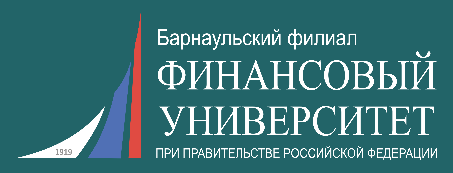 Барнаульский филиал
ФИНАНСОВЫЙ
УНИВЕРСИТЕТ
ПРИ ПРАВИТЕЛЬСТВЕ РОССИЙСКОЙ ФЕДЕРАЦИИ
1919